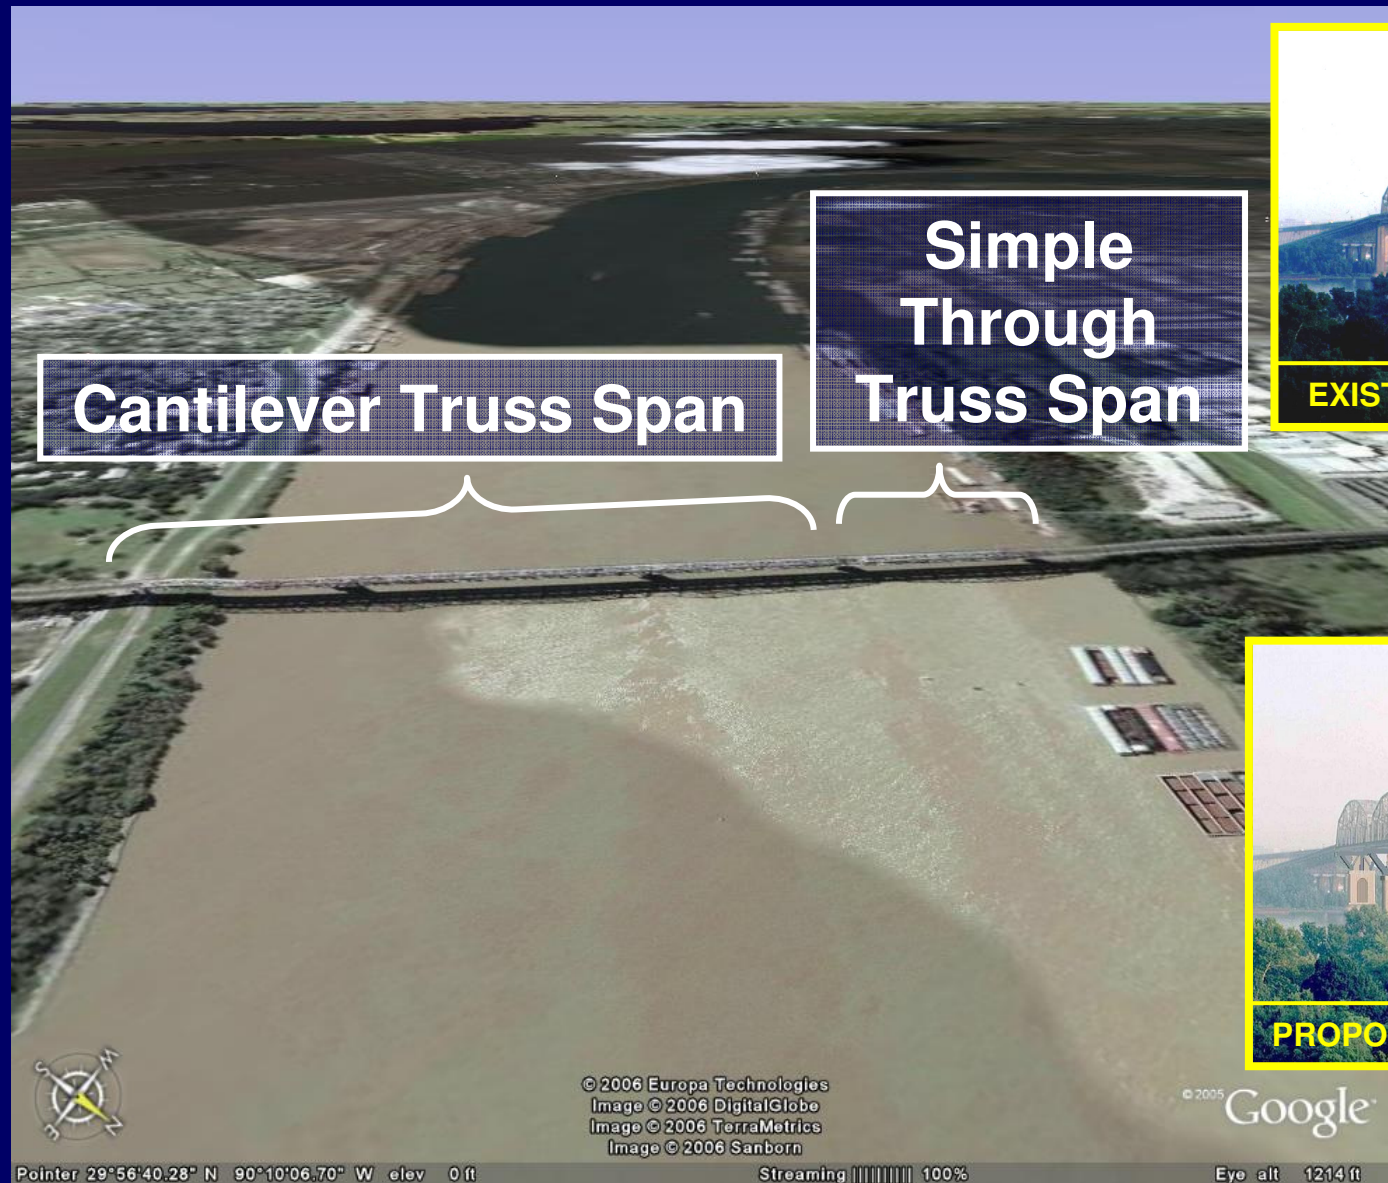 Simple
Through
Truss Span
Cantilever Truss Span
EXIST
PROPO
S
W
E
N
© 2006 Europa Technologies
Image © 2006 DigitalGlobe
Image © 2006 TerraMetrics
Image © 2006 Sanborn
©2005 Google
Pointer 29°56'40.28" N 90°10'06.70" W elev 0 ft
Streaming |||||||||| 100%
Eye alt 1214 ft